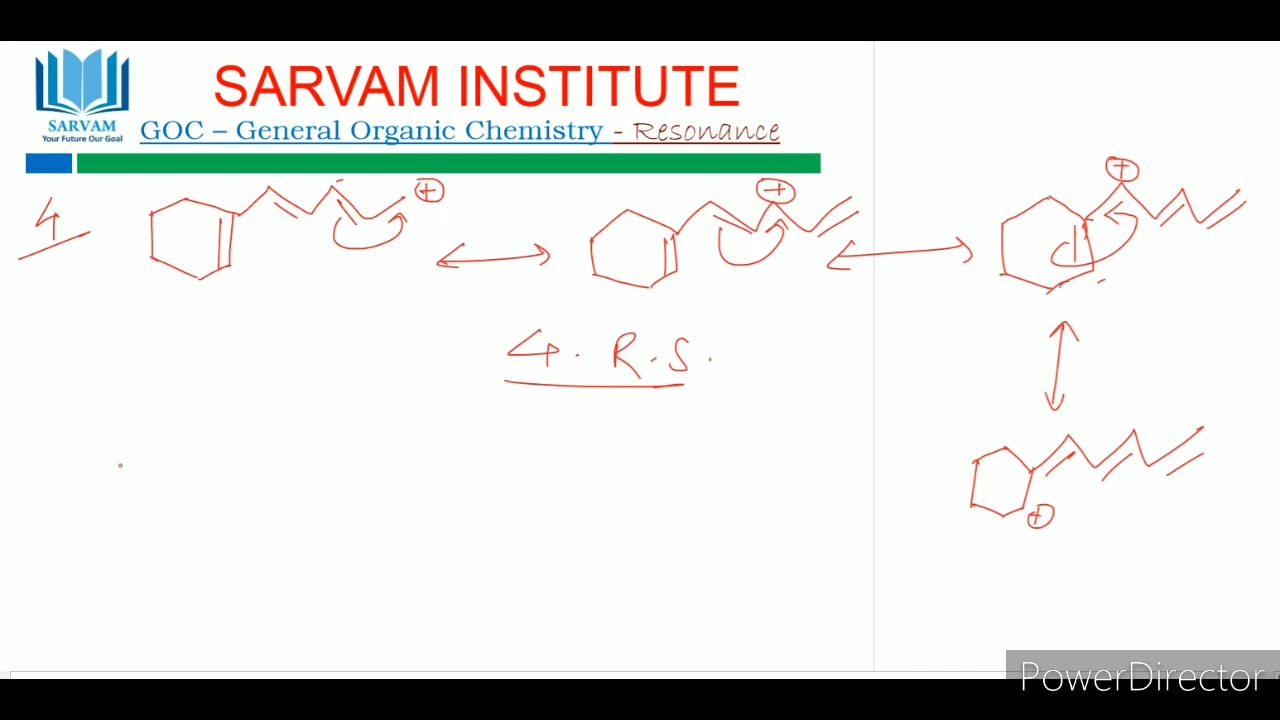 SARVAM INSTITUTE
SARVAM
Your Future Our Goal
GOC – General Organic Chemistry - Resonance
4
+
+
+
4. R.S.
+
PowerDirector